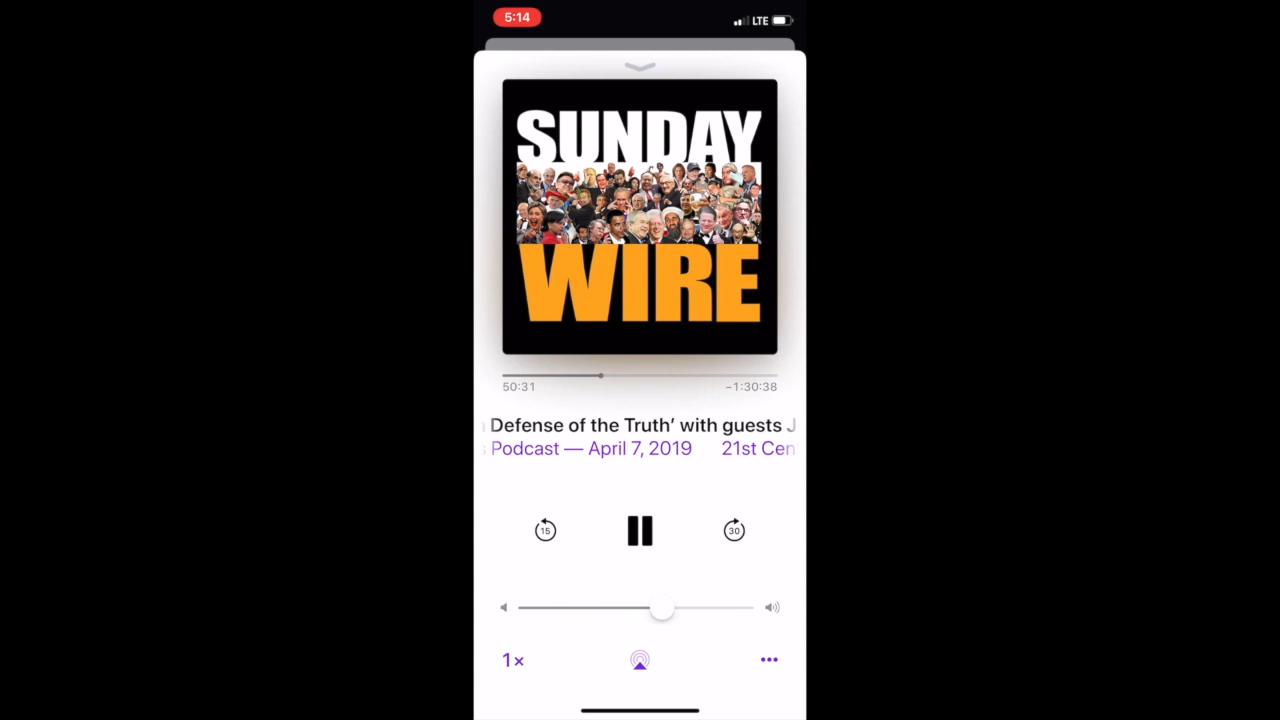 5:14
LTE
SUNDAY
WIRE
50:31
−1:30:38
Defense of the Truth’ with guests J
s Podcast — April 7, 2019 21st Cen
15
30
1×